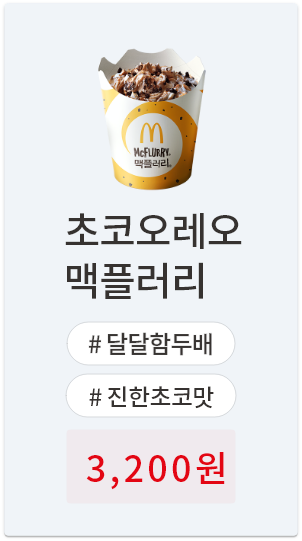 McFLURRY.
맥플러리.
초코오레오
맥플러리
# 달달함두배
# 진한초코맛
3,200원